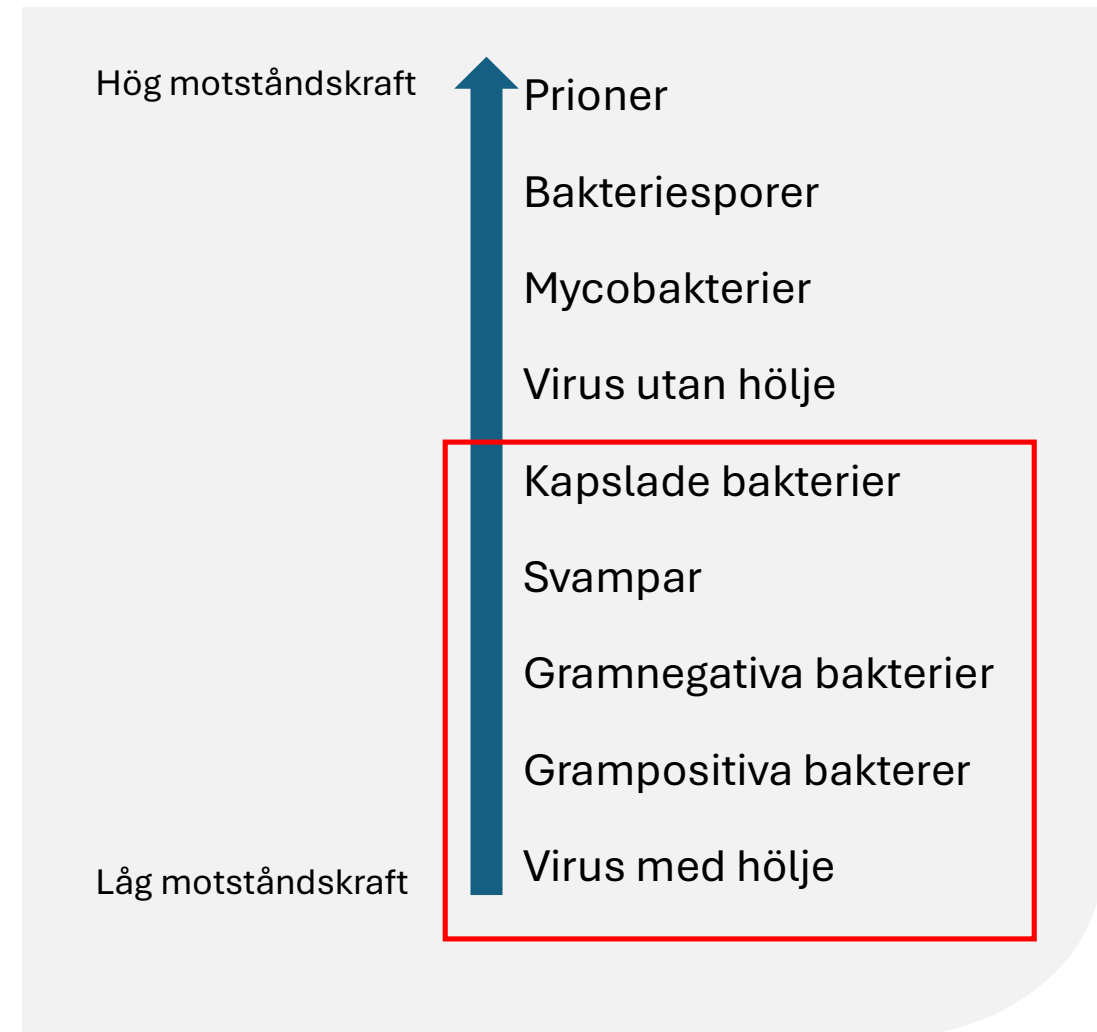 Hög motståndskraft
Prioner
Bakteriesporer
Mycobakterier
Virus utan hölje
Kapslade bakterier
Svampar
Gramnegativa bakterier
Grampositiva bakterer
Virus med hölje
Låg motståndskraft